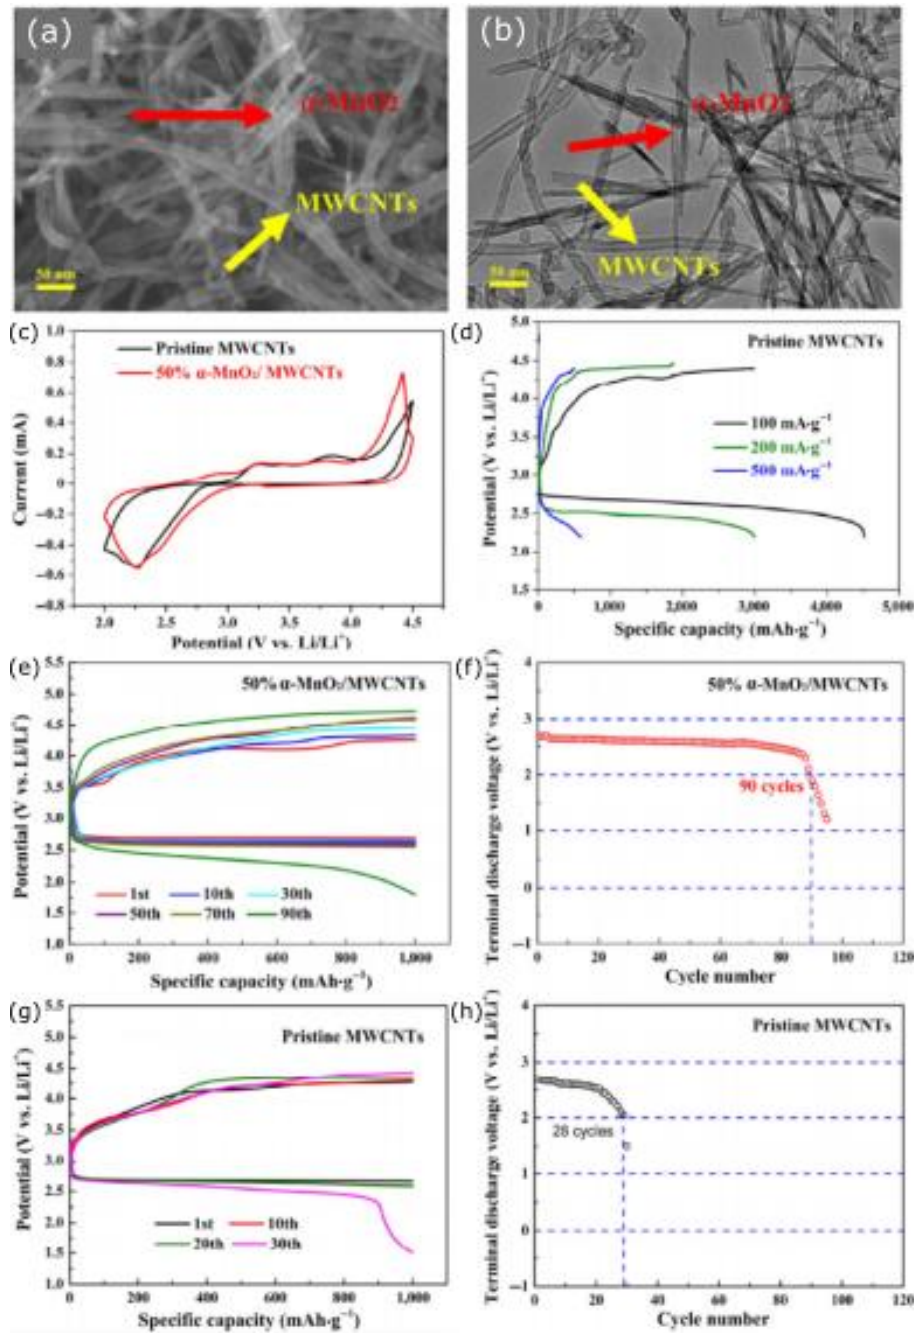 (a)
α-MnO₂
MWCNTs
50 nm
(b)
α-MnO₂
MWCNTs
50 nm
(c)
Pristine MWCNTs
50% α-MnO₂/ MWCNTs
Current (mA)
1.0
0.8
0.6
0.4
0.2
0
−0.2
−0.4
−0.6
−0.8
2.0 2.5 3.0 3.5 4.0 4.5
Potential (V vs. Li/Li⁺)
(d)
Pristine MWCNTs
100 mA·g⁻¹
200 mA·g⁻¹
500 mA·g⁻¹
Potential (V vs. Li/Li⁺)
5.0
4.5
4.0
3.5
3.0
2.5
2.0
1.5
0 1,000 2,000 3,000 4,000 5,000
Specific capacity (mAh·g⁻¹)
(e)
50% α-MnO₂/MWCNTs
Potential (V vs. Li/Li⁺)
5.5
5.0
4.5
4.0
3.5
3.0
2.5
2.0
1.5
1.0
1st 10th 30th
50th 70th 90th
0 200 400 600 800 1,000
Specific capacity (mAh·g⁻¹)
(f)
50% α-MnO₂/MWCNTs
Terminal discharge voltage (V vs. Li/Li⁺)
4
3
2
1
0
−1
90 cycles
0 20 40 60 80 100 120
Cycle number
(g)
Pristine MWCNTs
Potential (V vs. Li/Li⁺)
5.5
5.0
4.5
4.0
3.5
3.0
2.5
2.0
1.5
1.0
1st 10th
20th 30th
0 200 400 600 800 1,000
Specific capacity (mAh·g⁻¹)
(h)
Pristine MWCNTs
Terminal discharge voltage (V vs. Li/Li⁺)
4
3
2
1
0
−1
28 cycles
0 20 40 60 80 100 120
Cycle number